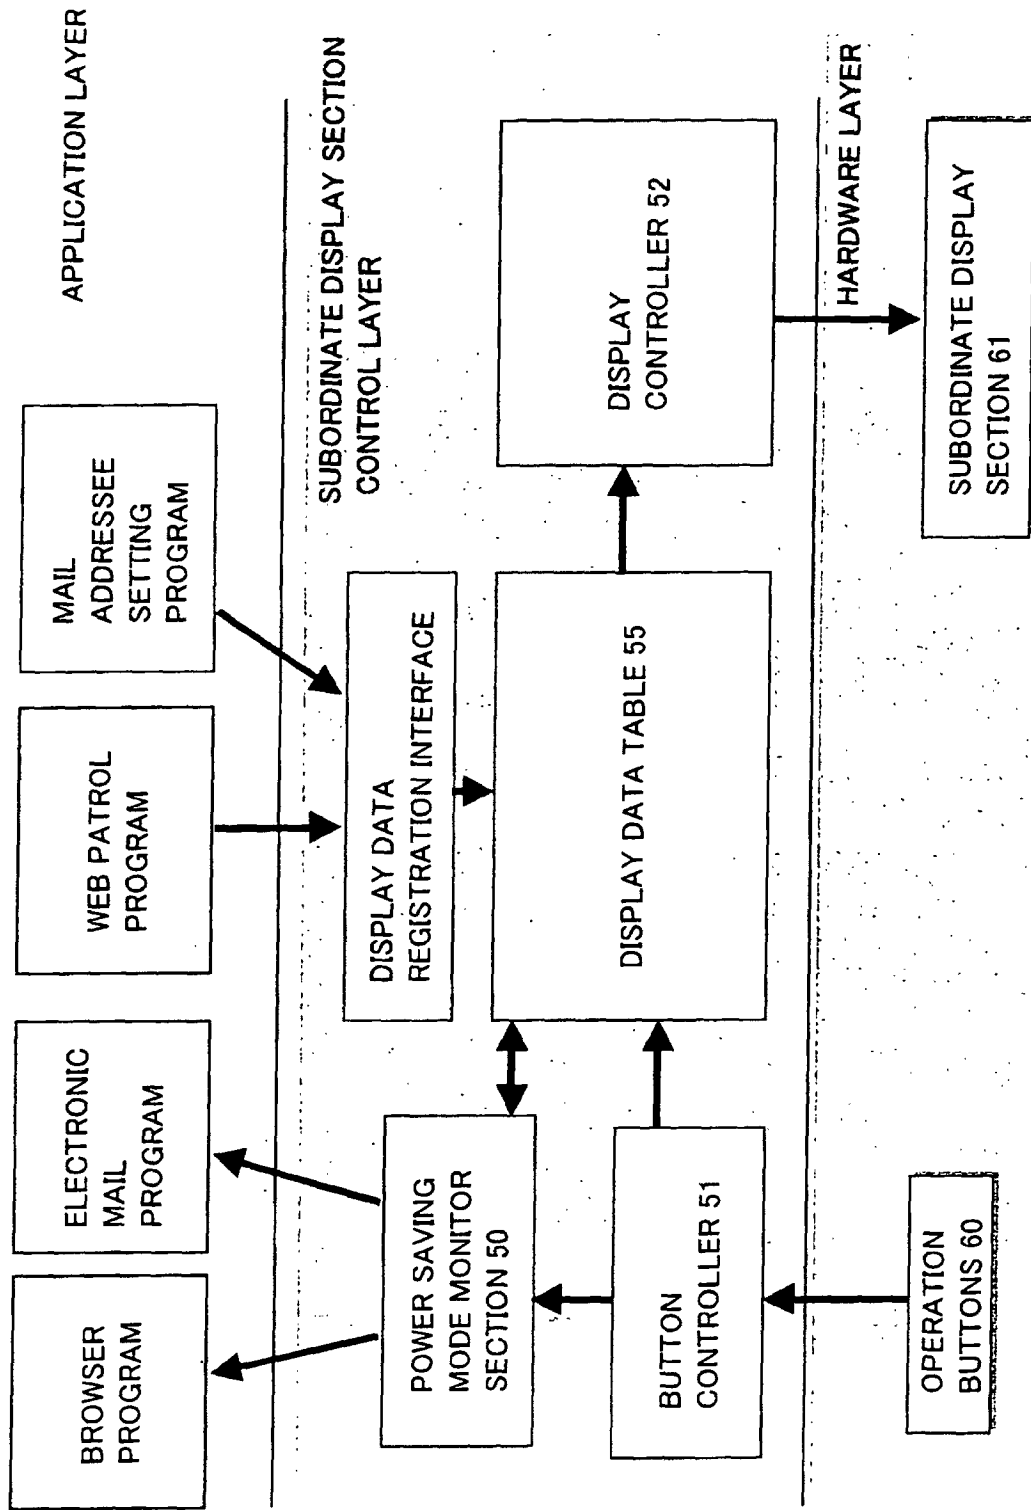 APPLICATION LAYER
BROWSER
PROGRAM
ELECTRONIC
MAIL
PROGRAM
WEB PATROL
PROGRAM
MAIL
ADDRESSEE
SETTING
PROGRAM
SUBORDINATE DISPLAY SECTION
CONTROL LAYER
DISPLAY DATA
REGISTRATION INTERFACE
POWER SAVING
MODE MONITOR
SECTION 50
DISPLAY DATA TABLE 55
DISPLAY
CONTROLLER 52
BUTTON
CONTROLLER 51
HARDWARE LAYER
OPERATION
BUTTONS 60
SUBORDINATE DISPLAY
SECTION 61